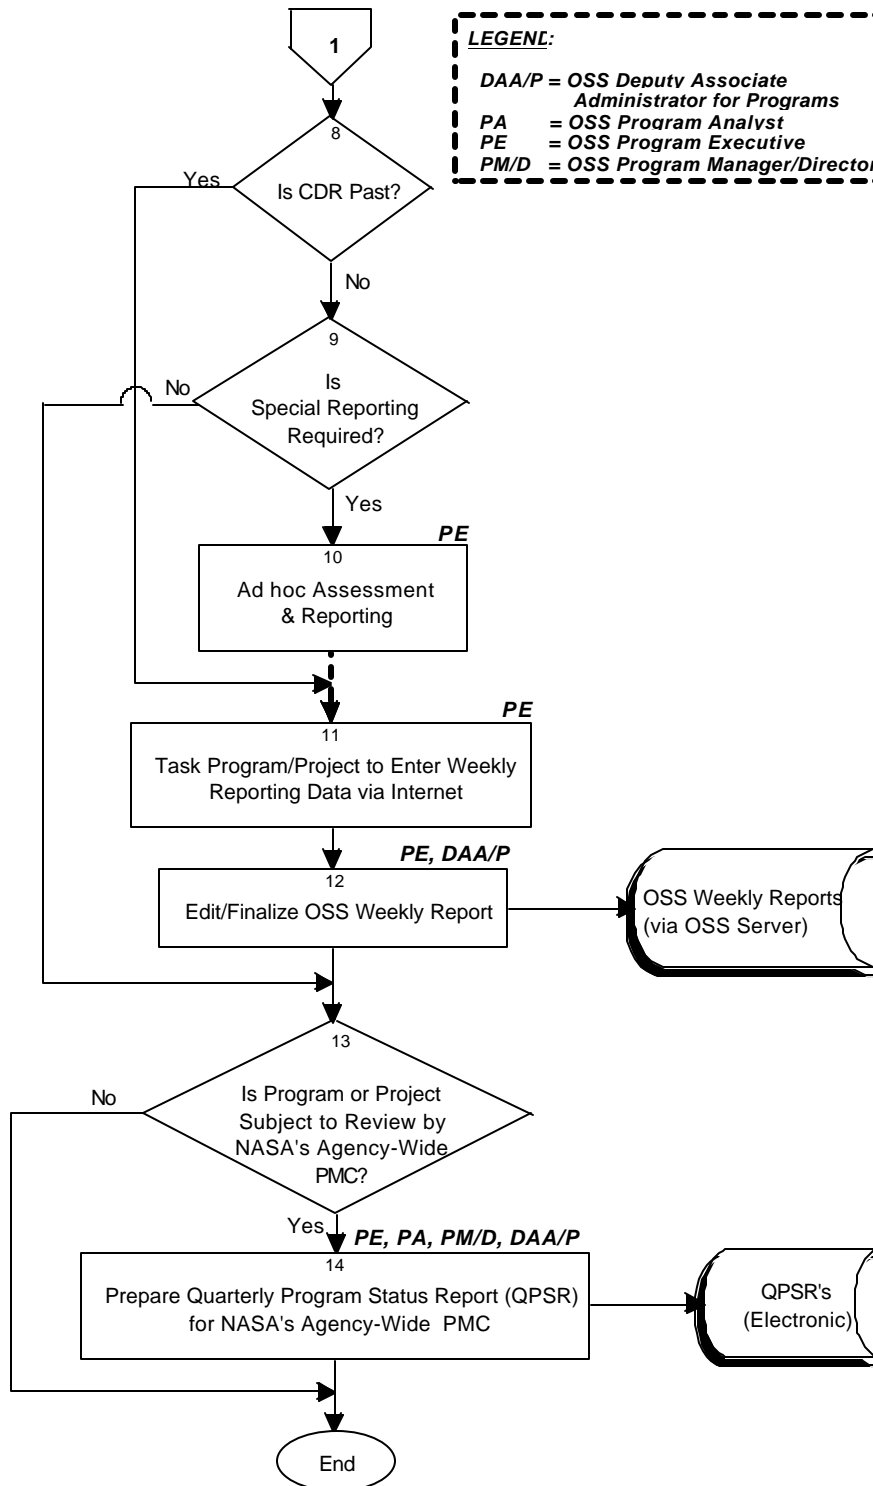 1
LEGEND:
DAA/P = OSS Deputy Associate
Administrator for Programs
PA = OSS Program Analyst
PE = OSS Program Executive
PM/D = OSS Program Manager/Director
8
Yes
Is CDR Past?
No
9
No
Is
Special Reporting
Required?
Yes
PE
10
Ad hoc Assessment
& Reporting
PE
11
Task Program/Project to Enter Weekly
Reporting Data via Internet
PE, DAA/P
12
Edit/Finalize OSS Weekly Report
OSS Weekly Reports
(via OSS Server)
13
No
Is Program or Project
Subject to Review by
NASA's Agency-Wide
PMC?
Yes
PE, PA, PM/D, DAA/P
14
Prepare Quarterly Program Status Report (QPSR)
for NASA's Agency-Wide PMC
QPSR's
(Electronic)
End